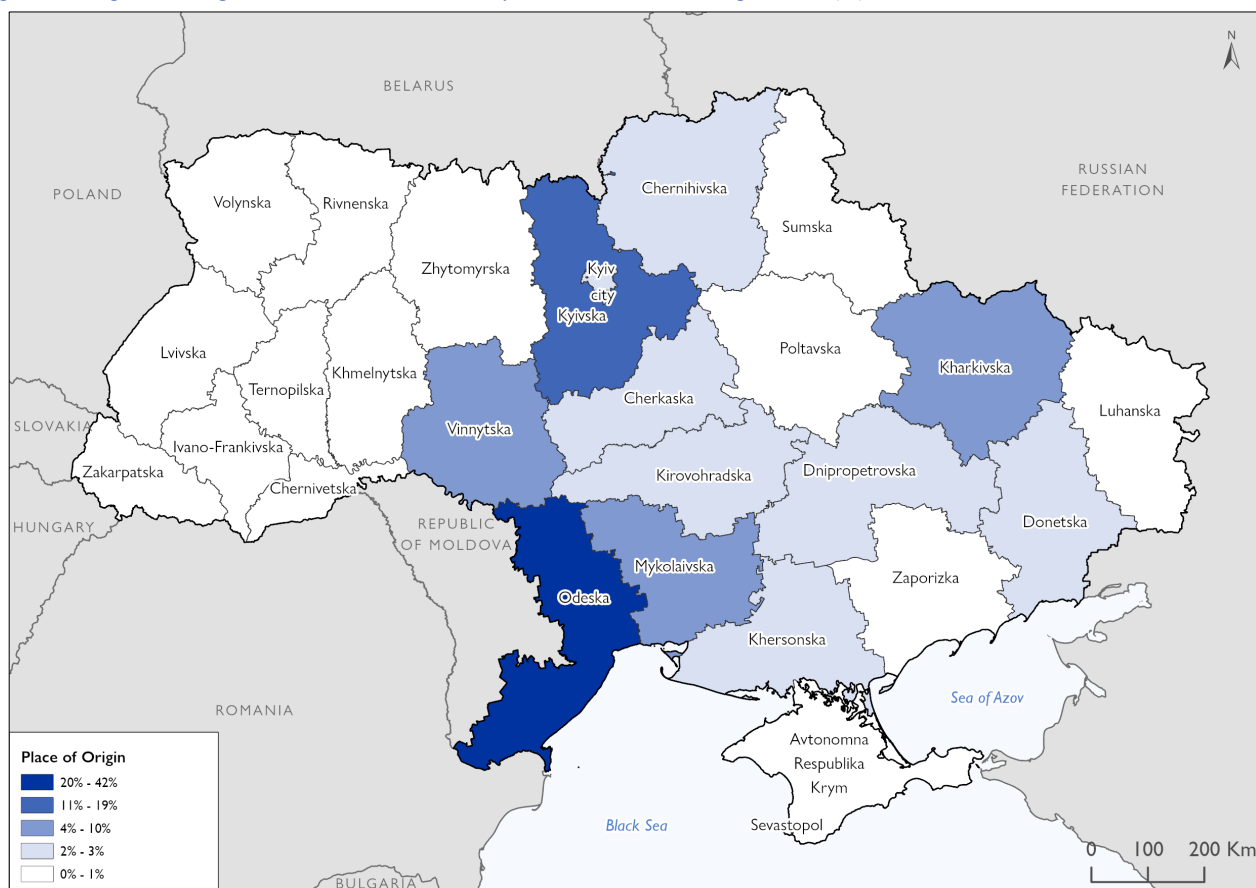 N
BELARUS
POLAND
RUSSIAN
FEDERATION
Chernihivska
Volynska
Rivnenska
Sumska
Zhytomyrska
Kyiv
city
Kyivska
Poltavska
Lvivska
Kharkivska
Khmelnytska
Ternopilska
Cherkaska
Luhanska
SLOVAKIA
Vinnytska
Ivano-Frankivska
Zakarpatska
Kirovohradska
Dnipropetrovska
Chernivetska
HUNGARY
REPUBLIC
OF MOLDOVA
Donetska
Mykolaivska
Zaporizka
Odeska
Khersonska
Sea of Azov
ROMANIA
Avtonomna
Respublika
Krym
Sevastopol
Black Sea
Place of Origin
20% - 42%
11% - 19%
4% - 10%
2% - 3%
0% - 1%
0 100 200 Km
BULGARIA